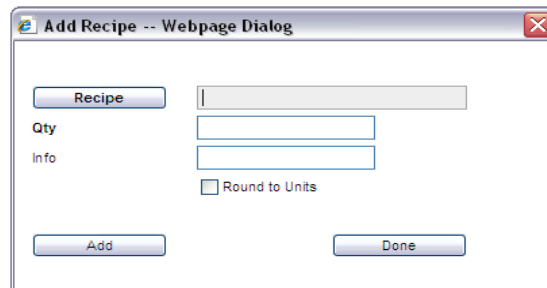 Add Recipe -- Webpage Dialog
Recipe
Qty
Info
Round to Units
Add Done